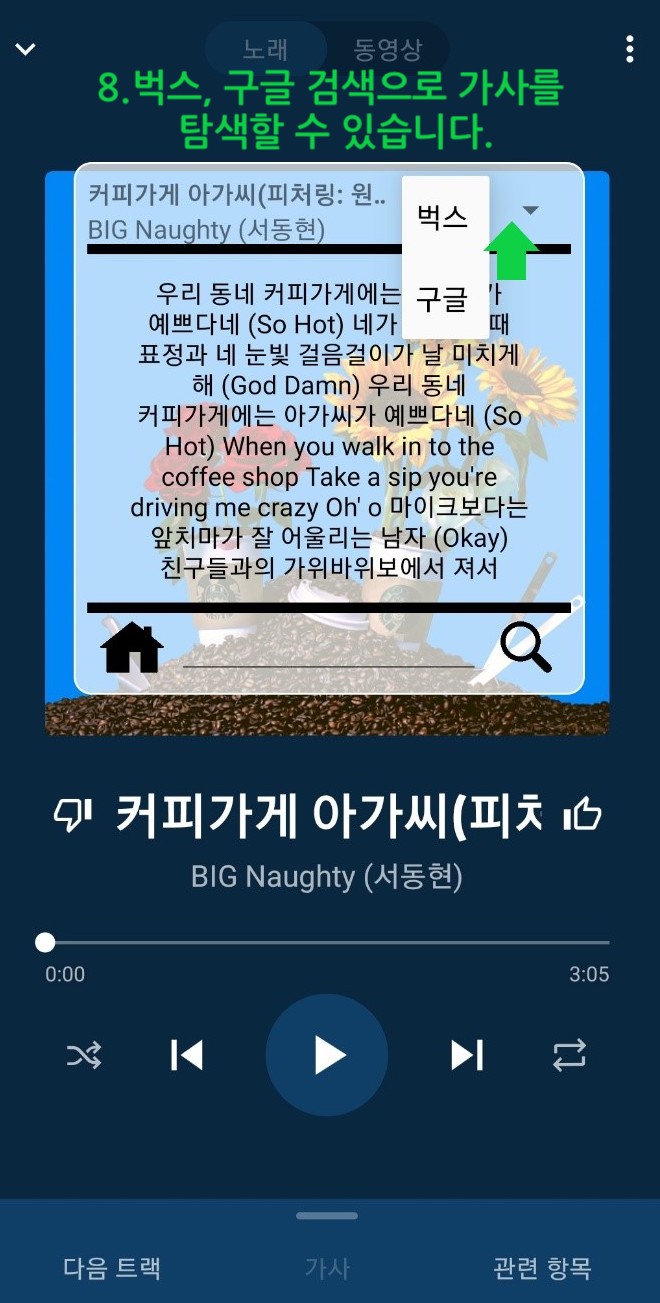 노래 동영상
8.벅스, 구글 검색으로 가사를
탐색할 수 있습니다.
커피가게 아가씨(피처링: 원..
BIG Naughty (서동현)
벅스
구글
우리 동네 커피가게에는 가
예쁘다네 (So Hot) 네가 때
표정과 네 눈빛 걸음걸이가 날 미치게
해 (God Damn) 우리 동네
커피가게에는 아가씨가 예쁘다네 (So
Hot) When you walk in to the
coffee shop Take a sip you're
driving me crazy Oh' o 마이크보다는
앞치마가 잘 어울리는 남자 (Okay)
친구들과의 가위바위보에서 져서
커피가게 아가씨(피처
BIG Naughty (서동현)
0:00 3:05
다음 트랙 가사 관련 항목